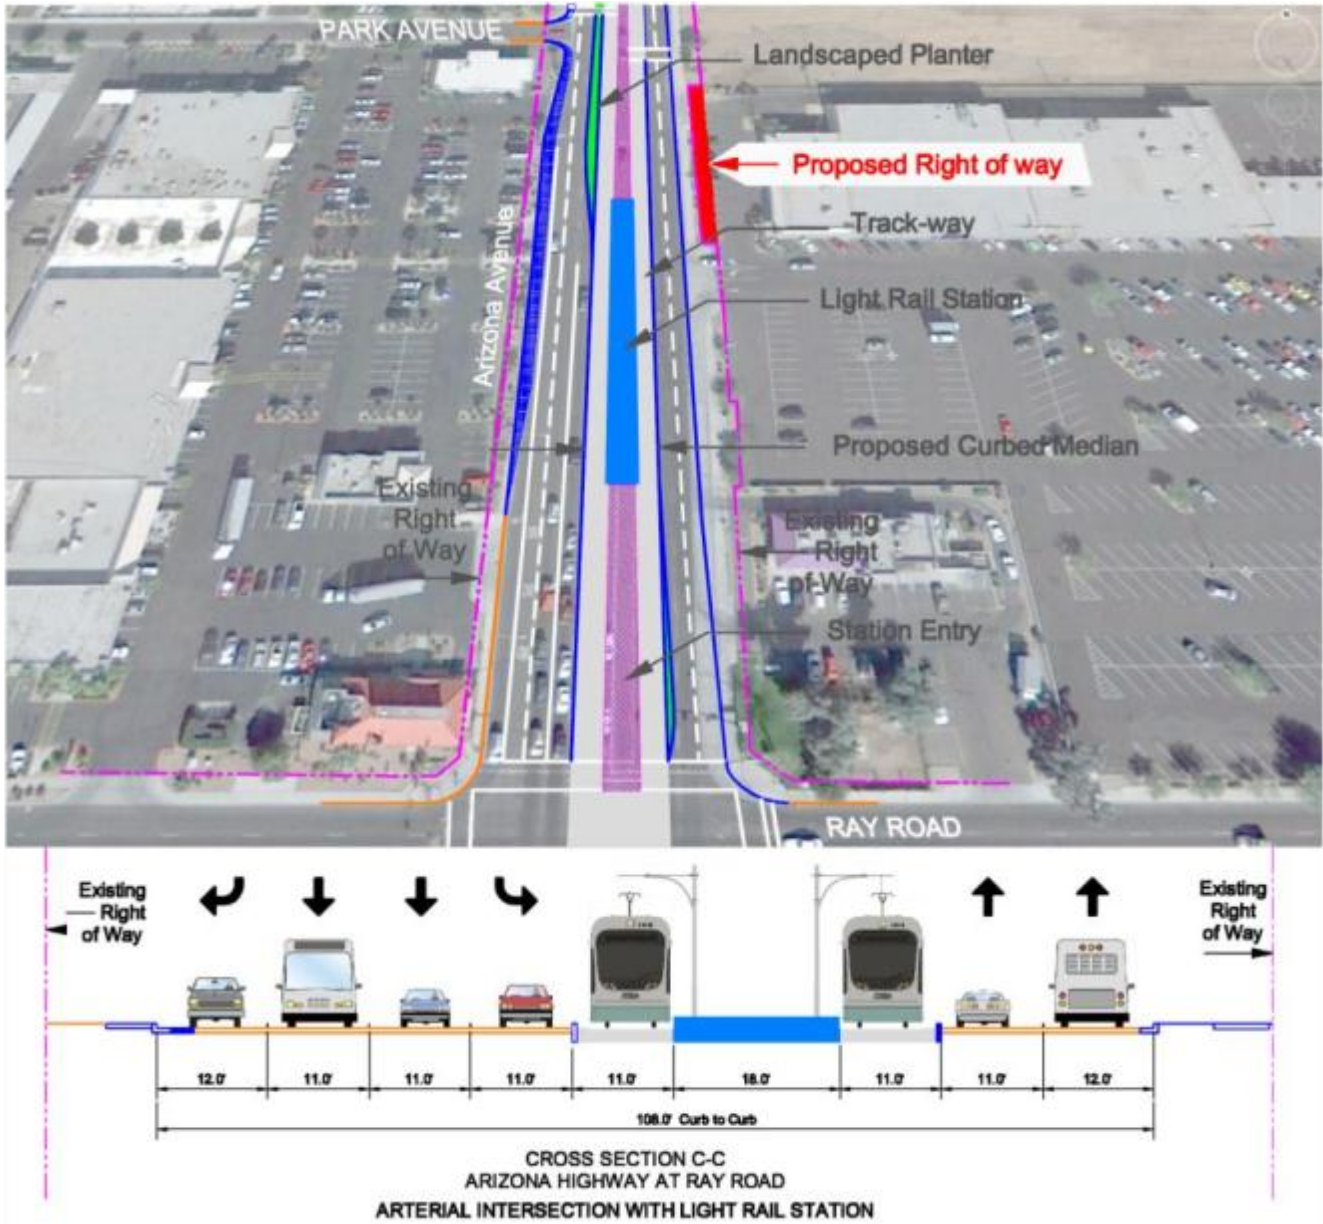 PARK AVENUE
Landscaped Planter
Proposed Right of way
Arizona Avenue
Track-way
Light Rail Station
Proposed Curbed Median
Existing
Right
of Way
Existing
Right
of Way
Station Entry
RAY ROAD
Existing
Right
of Way
Existing
Right
of Way
12.0' 11.0' 11.0' 11.0' 11.0' 18.0' 11.0' 11.0' 12.0'
108.0' Curb to Curb
CROSS SECTION C-C
ARIZONA HIGHWAY AT RAY ROAD
ARTERIAL INTERSECTION WITH LIGHT RAIL STATION